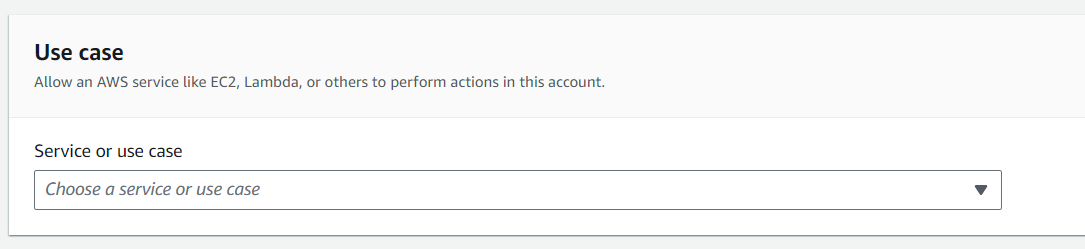 Use case
Allow an AWS service like EC2, Lambda, or others to perform actions in this account.
Service or use case
Choose a service or use case